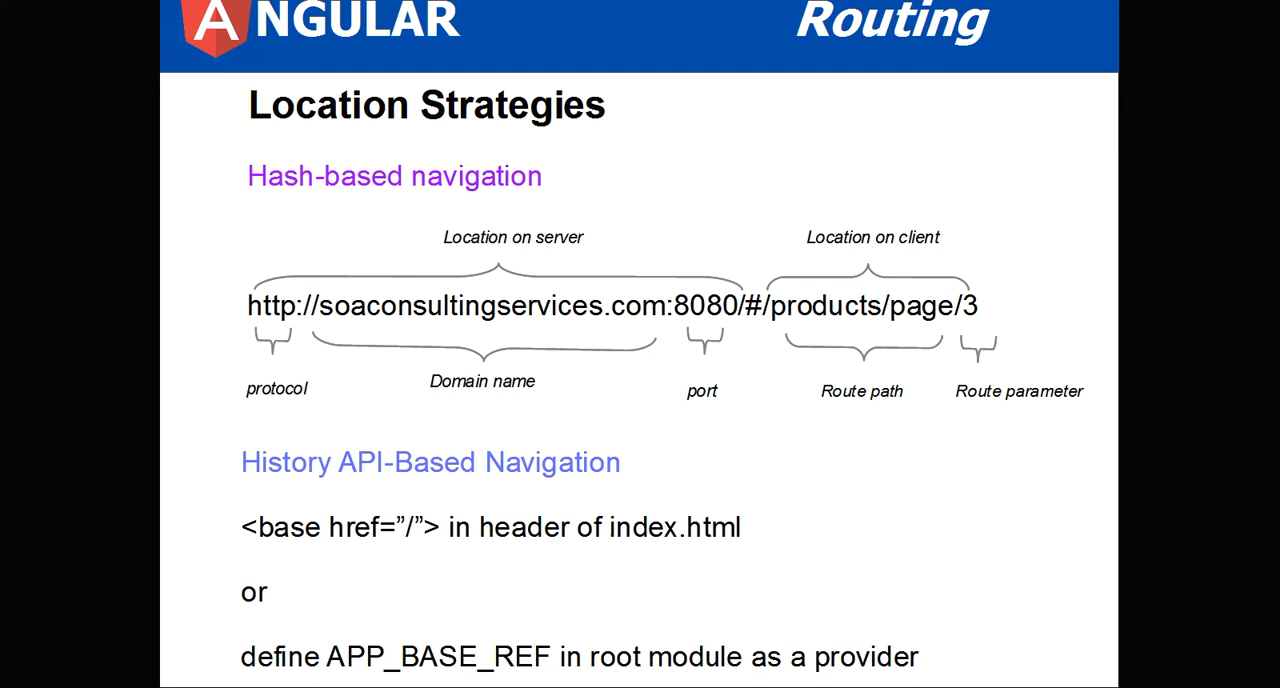 ANGULAR Routing
Location Strategies
Hash-based navigation
Location on server Location on client
http://soaconsultingservices.com:8080/#/products/page/3
protocol Domain name port Route path Route parameter
History API-Based Navigation
<base href=”/”> in header of index.html
or
define APP_BASE_REF in root module as a provider